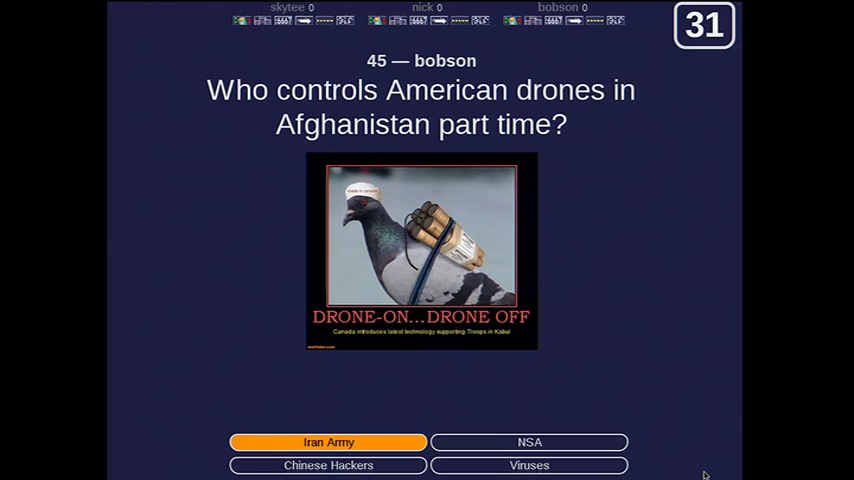 skytee 0 nick 0 bobson 0
31
45 — bobson
Who controls American drones in
Afghanistan part time?
DRONE-ON...DRONE OFF
Canada introduces latest technology supporting Troops in Kabul
Iran Army NSA
Chinese Hackers Viruses